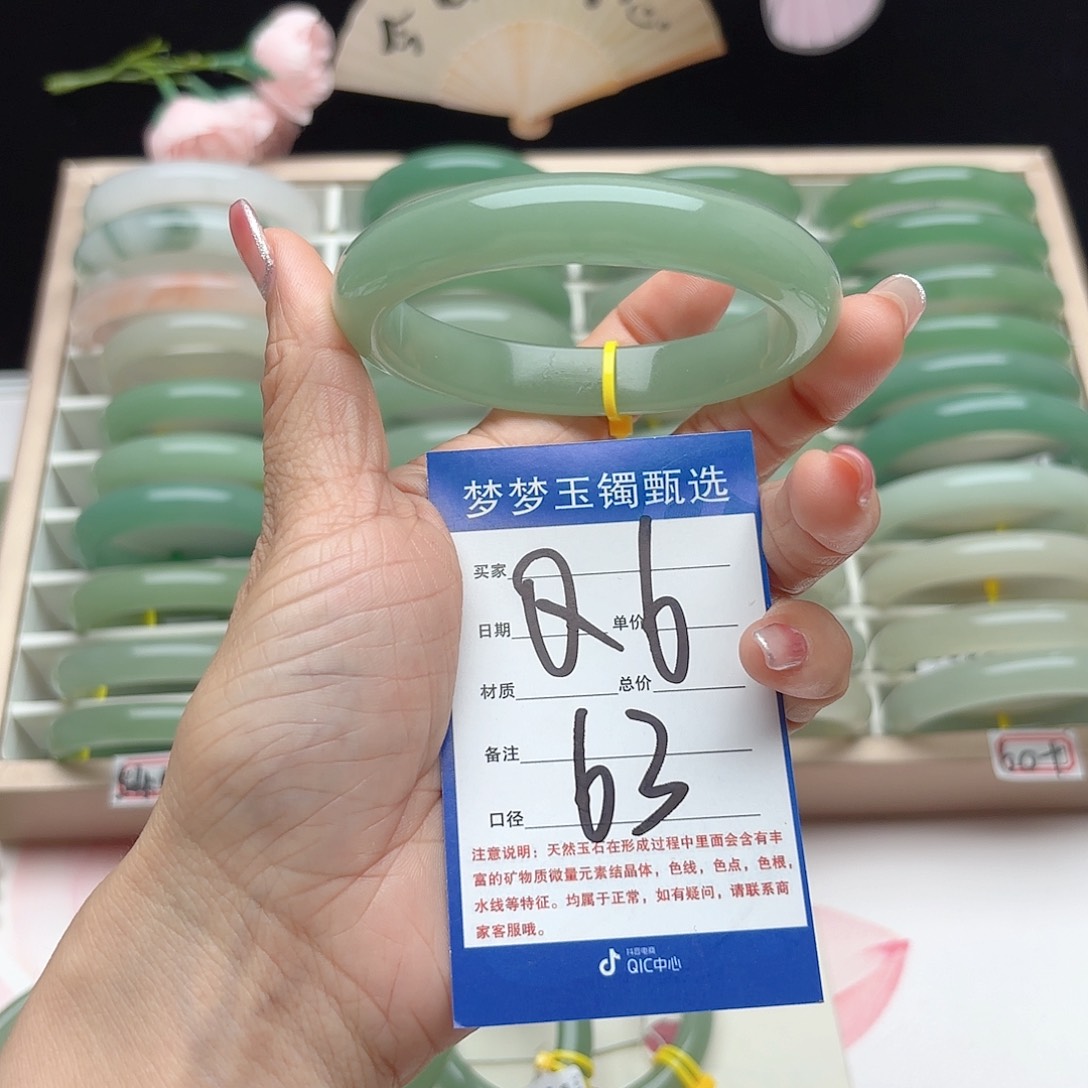 梦梦玉镯甄选
买家
Q6
日期 单价
材质 总价
备注
63
口径
注意说明：天然玉石在形成过程中里面会含有丰
富的矿物质微量元素结晶体，色线，色点，色根，
水线等特征。均属于正常，如有疑问，请联系商
家客服哦。
抖音电商
QIC中心